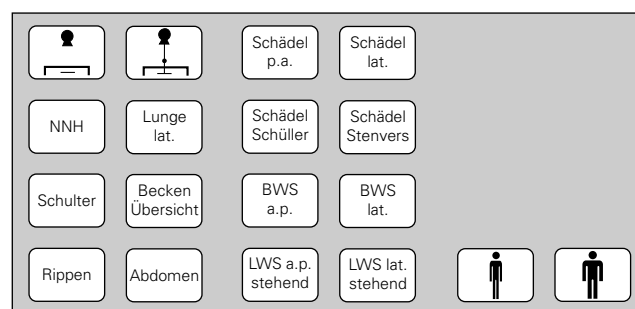 Schädel
p.a.
Schädel
lat.
NNH
Lunge
lat.
Schädel
Schüller
Schädel
Stenvers
Schulter
Becken
Übersicht
BWS
a.p.
BWS
lat.
Rippen
Abdomen
LWS a.p.
stehend
LWS lat.
stehend